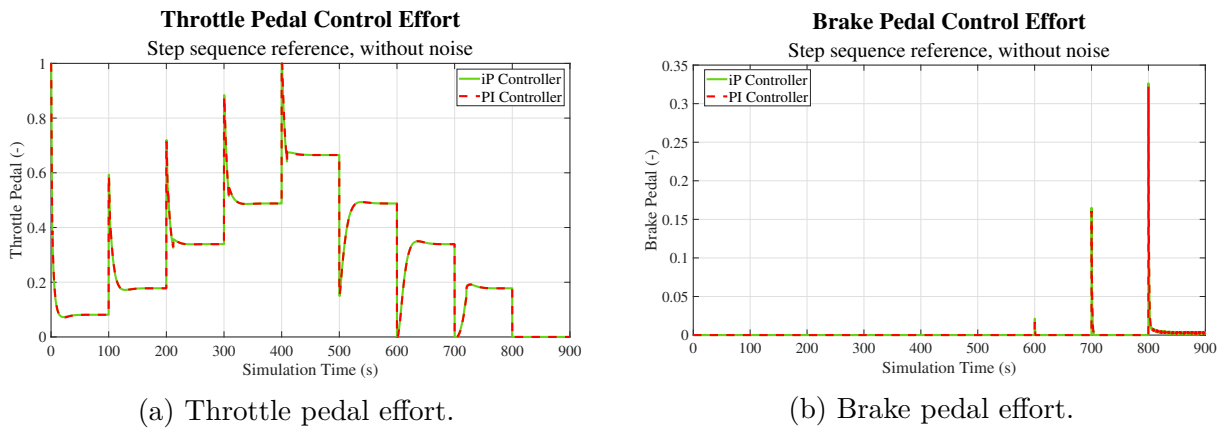 Throttle Pedal Control Effort
Step sequence reference, without noise
iP Controller
PI Controller
1
0.8
0.6
0.4
0.2
0
Throttle Pedal (-)
0 100 200 300 400 500 600 700 800 900
Simulation Time (s)
(a) Throttle pedal effort.
Brake Pedal Control Effort
Step sequence reference, without noise
iP Controller
PI Controller
0.35
0.3
0.25
0.2
0.15
0.1
0.05
0
Brake Pedal (-)
0 100 200 300 400 500 600 700 800 900
Simulation Time (s)
(b) Brake pedal effort.